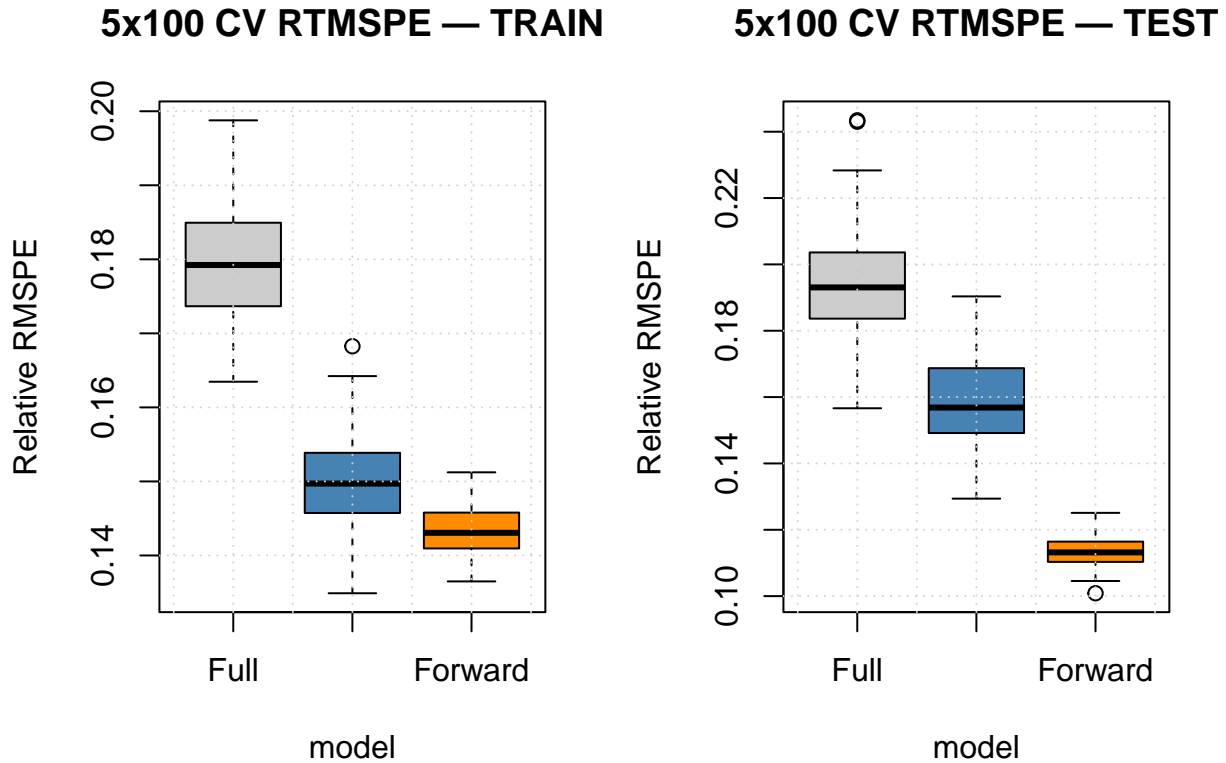 5x100 CV RTMSPE — TRAIN
Relative RMSPE
0.20
0.18
0.16
0.14
Full
Forward
model
5x100 CV RTMSPE — TEST
Relative RMSPE
0.22
0.18
0.14
0.10
Full
Forward
model